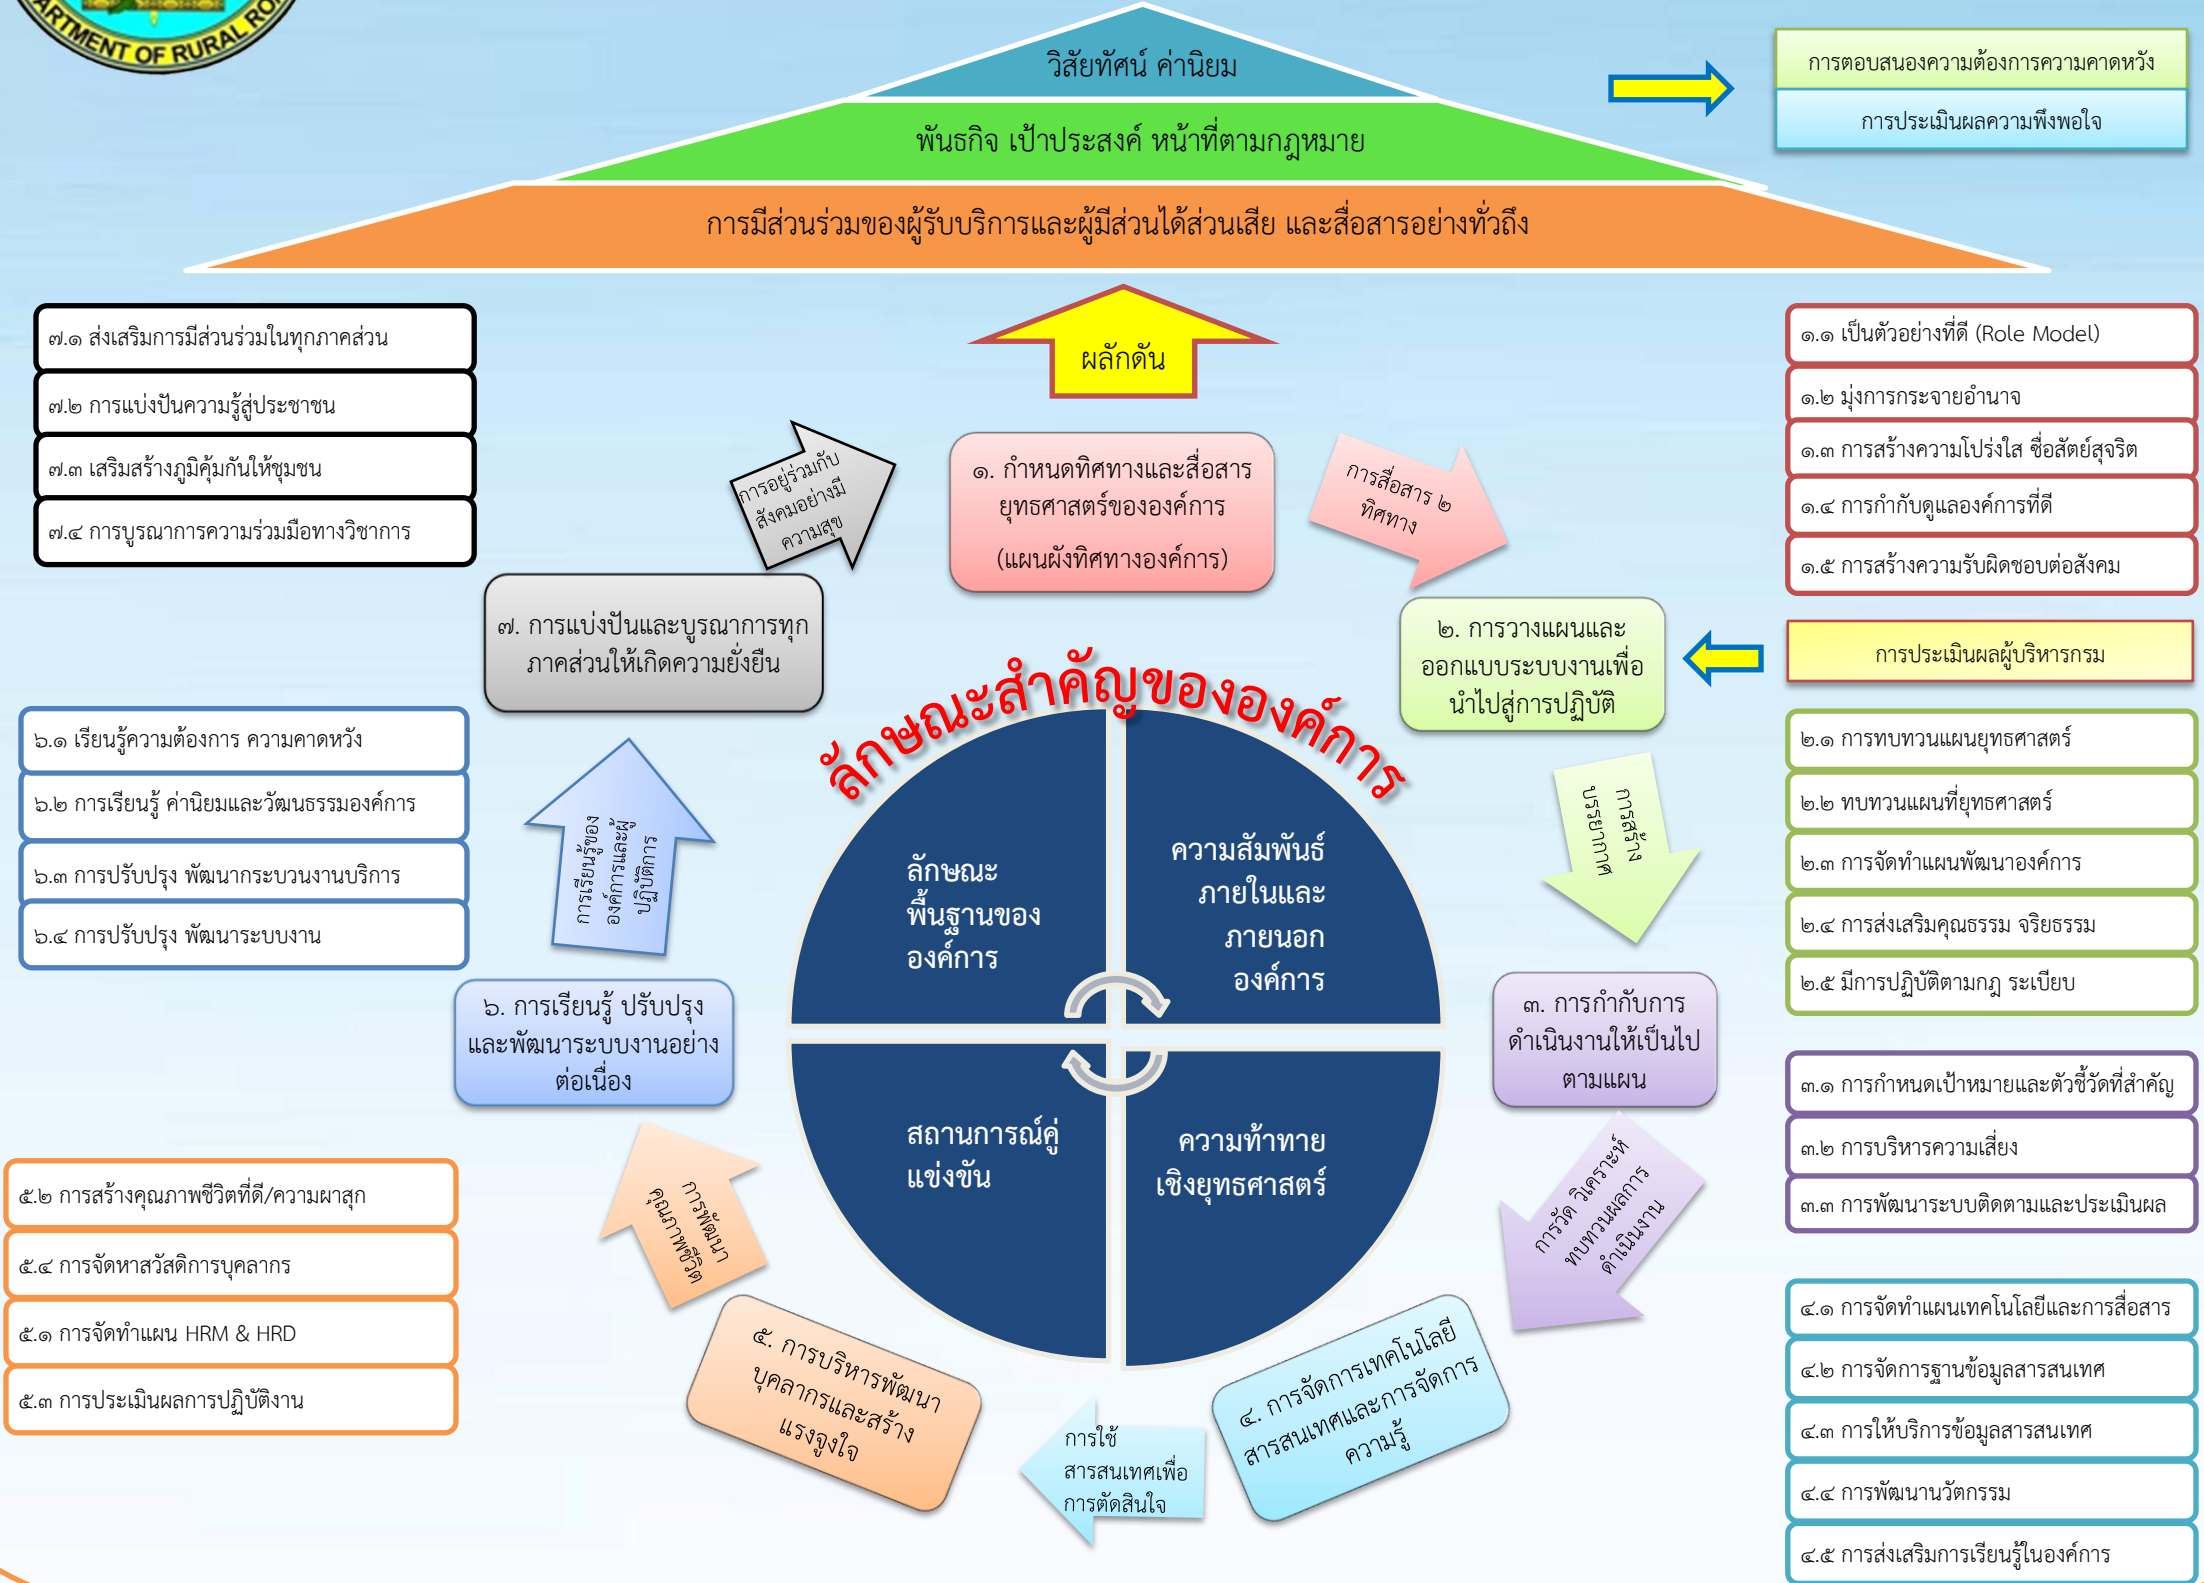 DEPARTMENT OF RURAL ROADS
วิสัยทัศน์ ค่านิยม
พันธกิจ เป้าประสงค์ หน้าที่ตามกฎหมาย
การมีส่วนร่วมของผู้รับบริการและผู้มีส่วนได้ส่วนเสีย และสื่อสารอย่างทั่วถึง
การตอบสนองความต้องการความคาดหวัง
การประเมินผลความพึงพอใจ
ผลักดัน
๑. กำหนดทิศทางและสื่อสาร
ยุทธศาสตร์ขององค์การ
(แผนผังทิศทางองค์การ)
การสื่อสาร ๒
ทิศทาง
๑.๑ เป็นตัวอย่างที่ดี (Role Model)
๑.๒ มุ่งการกระจายอำนาจ
๑.๓ การสร้างความโปร่งใส ซื่อสัตย์สุจริต
๑.๔ การกำกับดูแลองค์การที่ดี
๑.๕ การสร้างความรับผิดชอบต่อสังคม
๒. การวางแผนและ
ออกแบบระบบงานเพื่อ
นำไปสู่การปฏิบัติ
การประเมินผลผู้บริหารกรม
การสร้าง
บรรยากาศ
๒.๑ การทบทวนแผนยุทธศาสตร์
๒.๒ ทบทวนแผนที่ยุทธศาสตร์
๒.๓ การจัดทำแผนพัฒนาองค์การ
๒.๔ การส่งเสริมคุณธรรม จริยธรรม
๒.๕ มีการปฏิบัติตามกฎ ระเบียบ
๓. การกำกับการ
ดำเนินงานให้เป็นไป
ตามแผน
การวัด วิเคราะห์
ทบทวนผลการ
ดำเนินงาน
๓.๑ การกำหนดเป้าหมายและตัวชี้วัดที่สำคัญ
๓.๒ การบริหารความเสี่ยง
๓.๓ การพัฒนาระบบติดตามและประเมินผล
๔. การจัดการเทคโนโลยี
สารสนเทศและการจัดการ
ความรู้
การใช้
สารสนเทศเพื่อ
การตัดสินใจ
๔.๑ การจัดทำแผนเทคโนโลยีและการสื่อสาร
๔.๒ การจัดการฐานข้อมูลสารสนเทศ
๔.๓ การให้บริการข้อมูลสารสนเทศ
๔.๔ การพัฒนานวัตกรรม
๔.๕ การส่งเสริมการเรียนรู้ในองค์การ
๕. การบริหารพัฒนา
บุคลากรและสร้าง
แรงจูงใจ
การพัฒนา
คุณภาพชีวิต
๕.๒ การสร้างคุณภาพชีวิตที่ดี/ความผาสุก
๕.๔ การจัดหาสวัสดิการบุคลากร
๕.๑ การจัดทำแผน HRM & HRD
๕.๓ การประเมินผลการปฏิบัติงาน
๖. การเรียนรู้ ปรับปรุง
และพัฒนาระบบงานอย่าง
ต่อเนื่อง
การเรียนรู้ของ
องค์การและผู้
ปฏิบัติการ
๖.๑ เรียนรู้ความต้องการ ความคาดหวัง
๖.๒ การเรียนรู้ ค่านิยมและวัฒนธรรมองค์การ
๖.๓ การปรับปรุง พัฒนากระบวนงานบริการ
๖.๔ การปรับปรุง พัฒนาระบบงาน
๗. การแบ่งปันและบูรณาการทุก
ภาคส่วนให้เกิดความยั่งยืน
การอยู่ร่วมกับ
สังคมอย่างมี
ความสุข
๗.๑ ส่งเสริมการมีส่วนร่วมในทุกภาคส่วน
๗.๒ การแบ่งปันความรู้สู่ประชาชน
๗.๓ เสริมสร้างภูมิคุ้มกันให้ชุมชน
๗.๔ การบูรณาการความร่วมมือทางวิชาการ
ลักษณะสำคัญขององค์การ
ลักษณะ
พื้นฐานของ
องค์การ
ความสัมพันธ์
ภายในและ
ภายนอก
องค์การ
สถานการณ์คู่
แข่งขัน
ความท้าทาย
เชิงยุทธศาสตร์